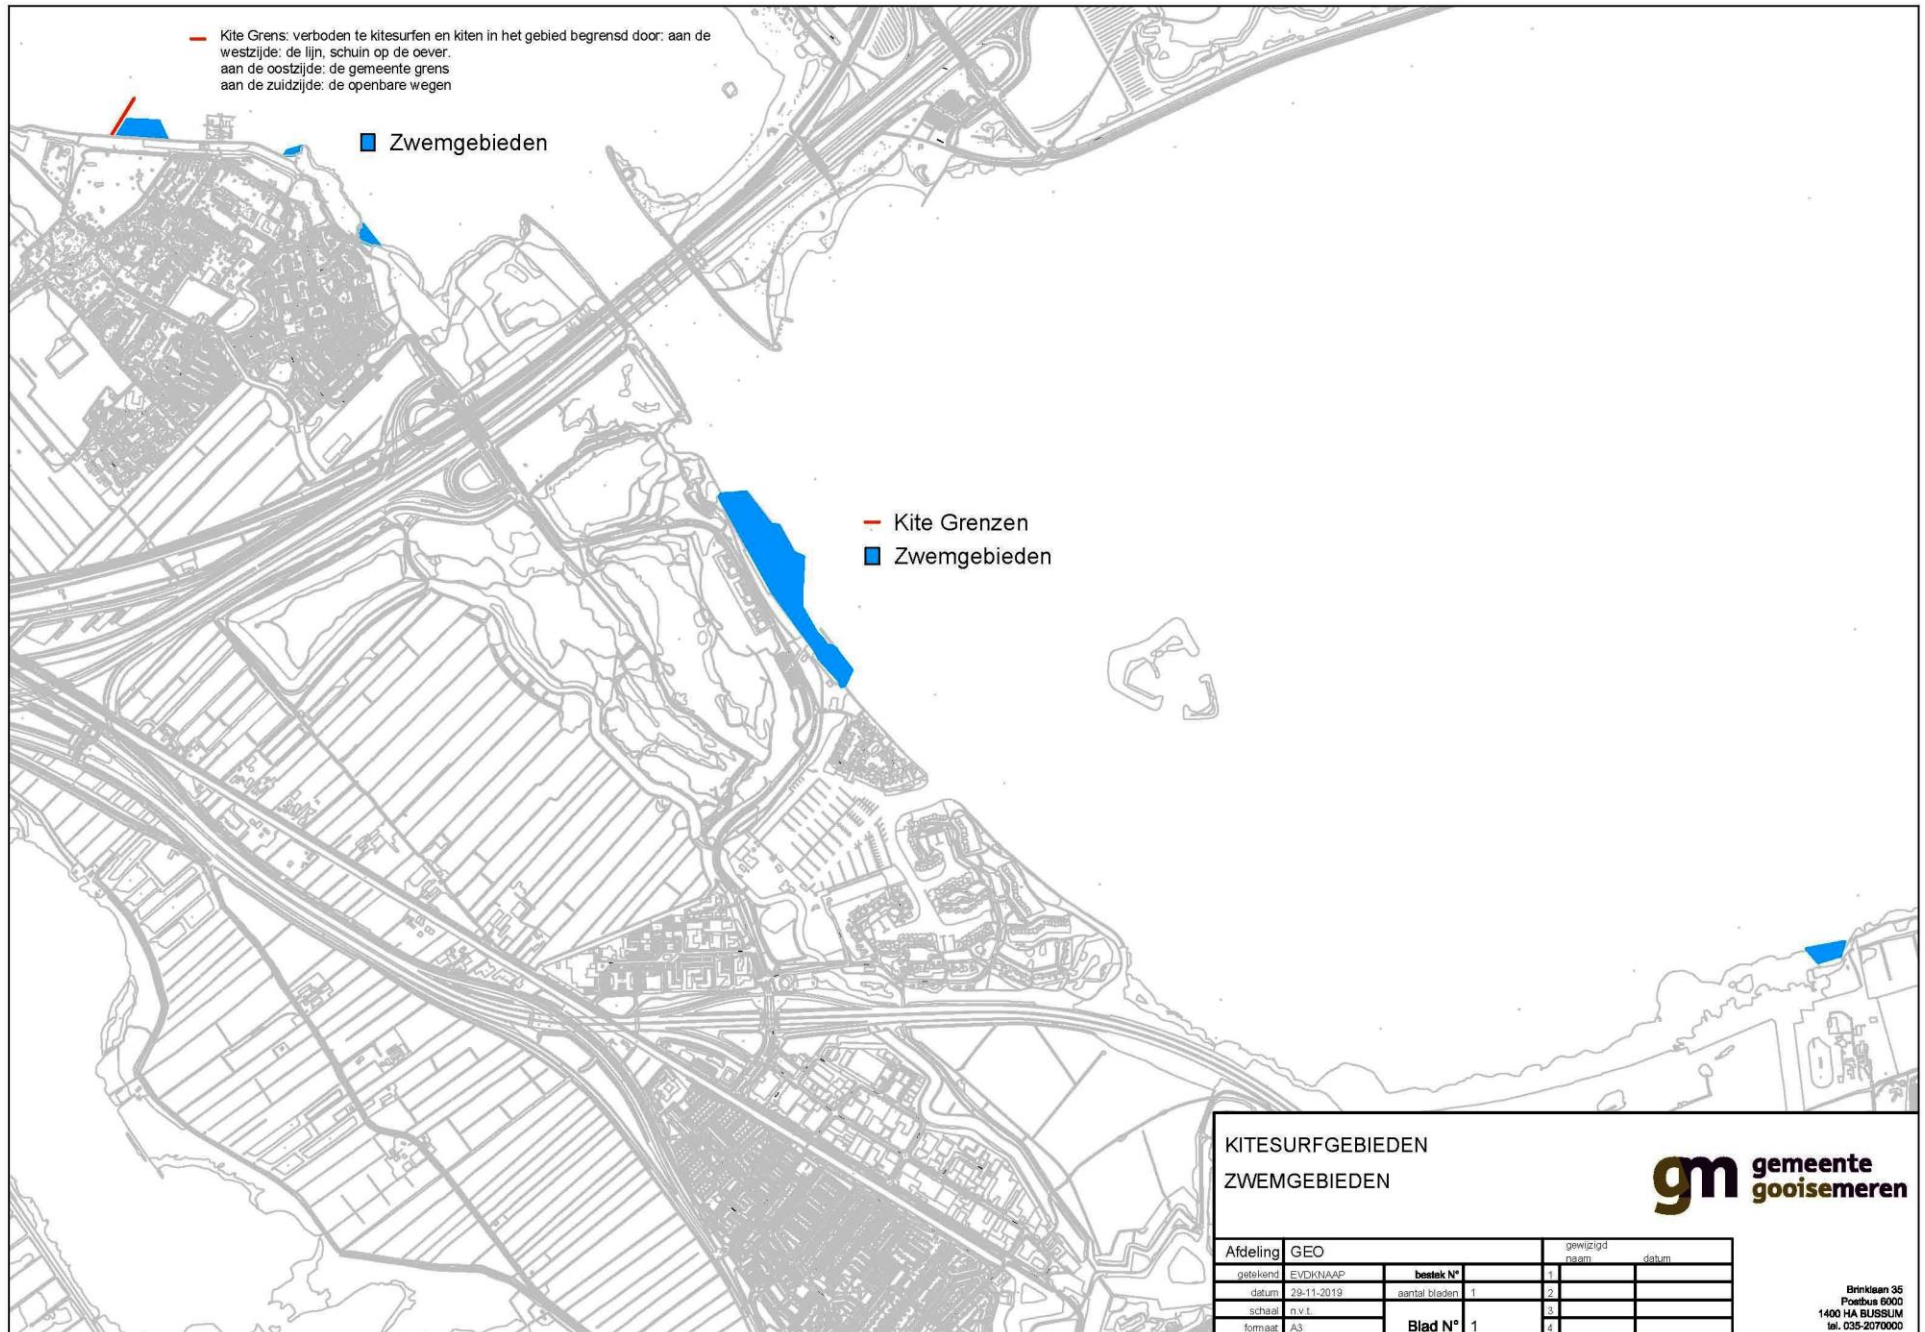 Kite Grens: verboden te kitesurfen en kiten in het gebied begrensd door: aan de
westzijde: de lijn, schuin op de oever.
aan de oostzijde: de gemeente grens
aan de zuidzijde: de openbare wegen
Zwemgebieden
Kite Grenzen
Zwemgebieden
KITESURFGEBIEDEN
ZWEMGEBIEDEN
gm gemeente
gooisemeren
Afdeling GEO
gewijzigd
naam datum
getekend EVDKNAAP bestek N° 1
datum 29-11-2019 aantal bladen 1 2
schaal n.v.t. 3
formaat A3 Blad N° 1 4
Brinklaan 35
Postbus 6000
1400 HA BUSSUM
tel. 035-2070000